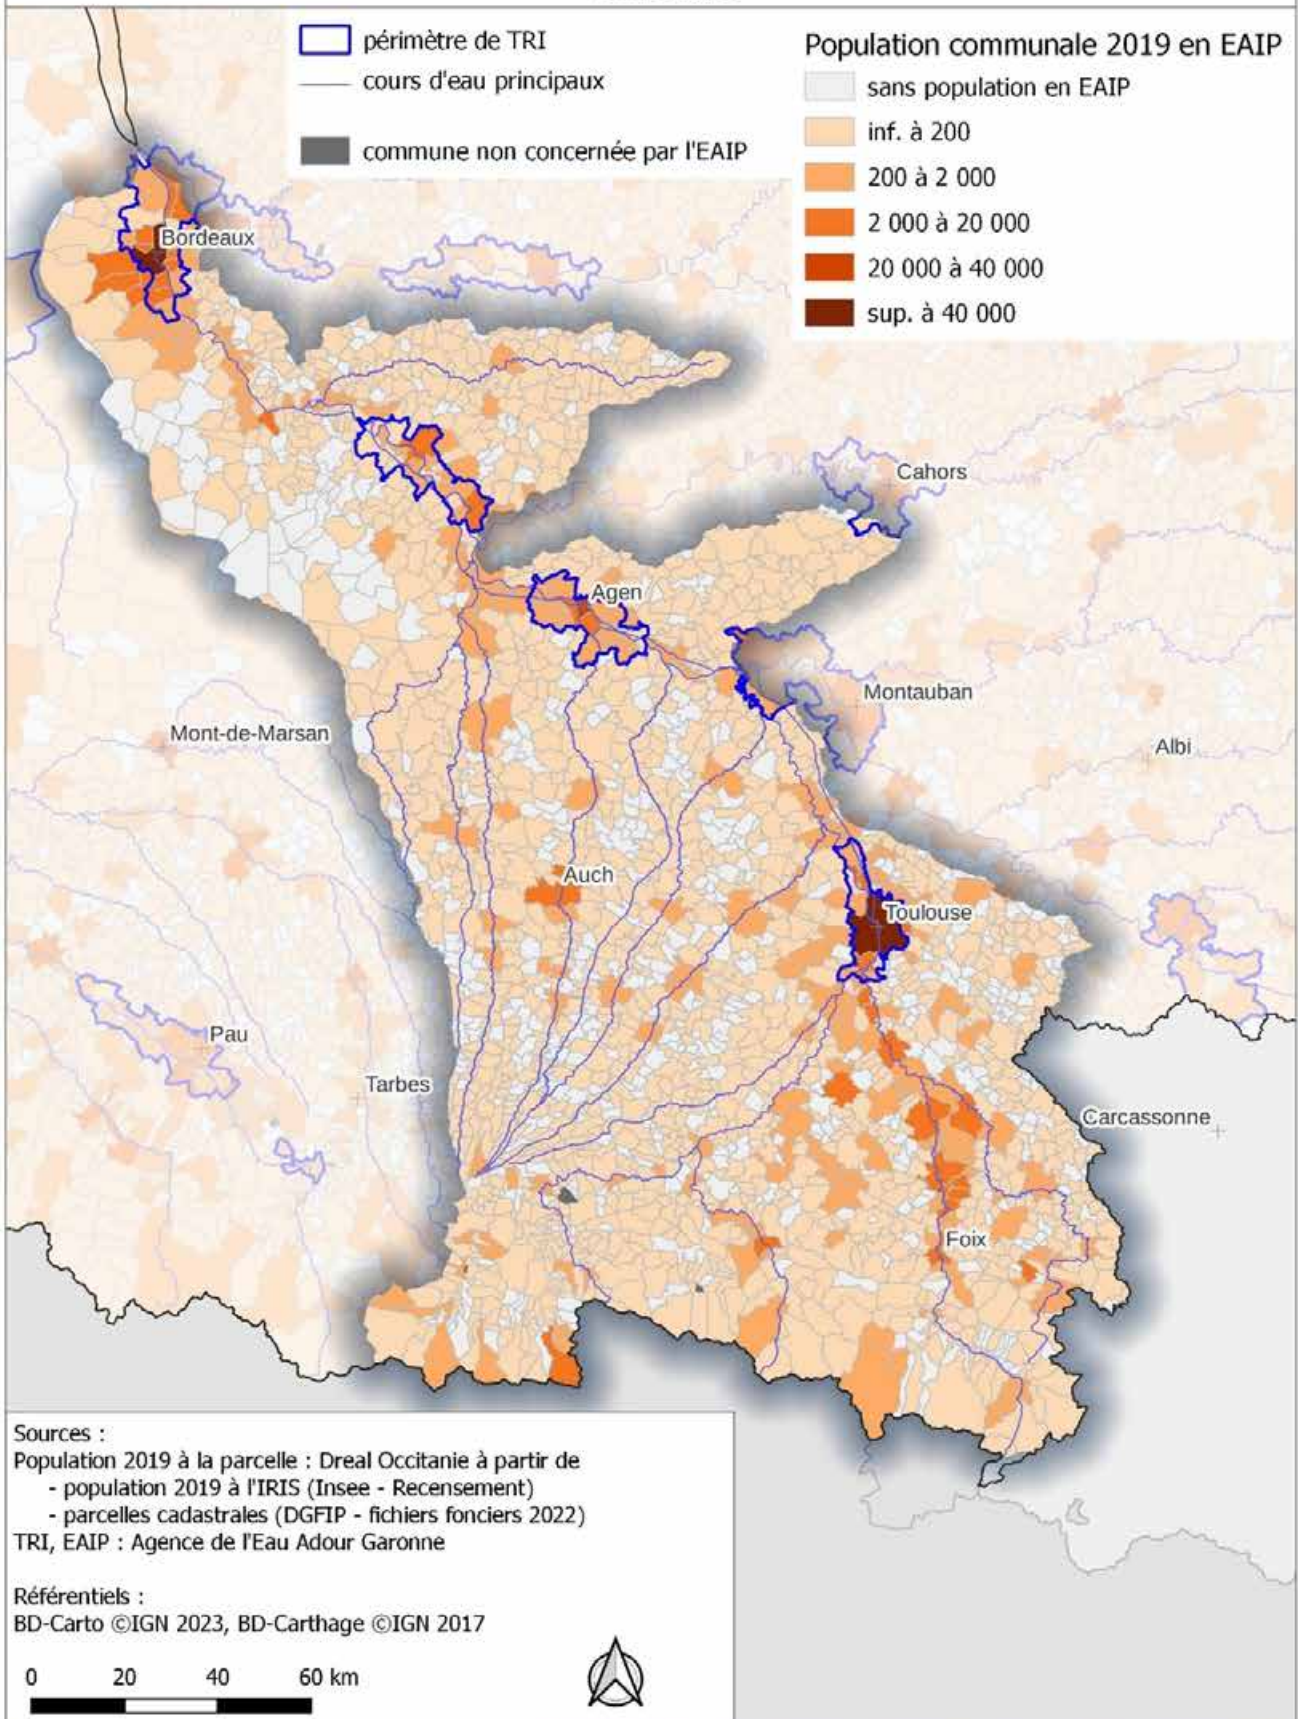 périmètre de TRI
cours d'eau principaux
commune non concernée par l'EAIP
Population communale 2019 en EAIP
sans population en EAIP
inf. à 200
200 à 2 000
2 000 à 20 000
20 000 à 40 000
sup. à 40 000
Bordeaux
Cahors
Agen
Montauban
Mont-de-Marsan
Albi
Auch
Toulouse
Pau
Tarbes
Carcassonne
Foix
Sources :
Population 2019 à la parcelle : Dreal Occitanie à partir de
- population 2019 à l'IRIS (Insee - Recensement)
- parcelles cadastrales (DGFIP - fichiers fonciers 2022)
TRI, EAIP : Agence de l'Eau Adour Garonne
Référentiels :
BD-Carto ©IGN 2023, BD-Carthage ©IGN 2017
0 20 40 60 km